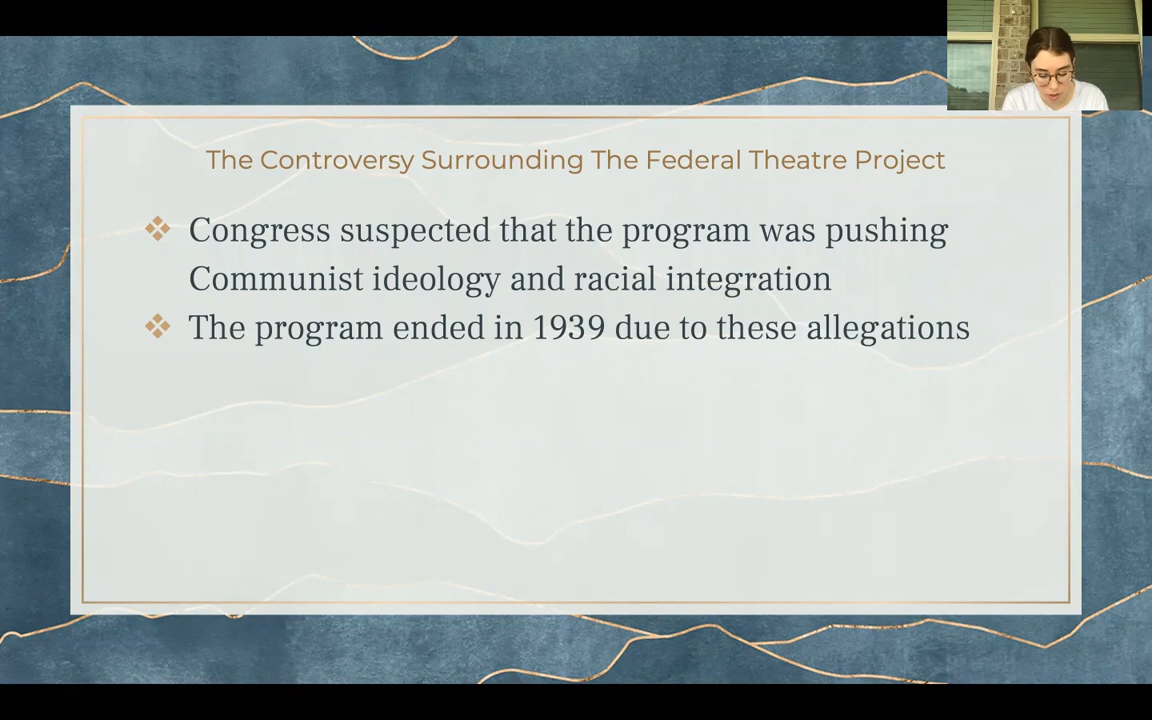 The Controversy Surrounding The Federal Theatre Project
Congress suspected that the program was pushing
Communist ideology and racial integration
The program ended in 1939 due to these allegations